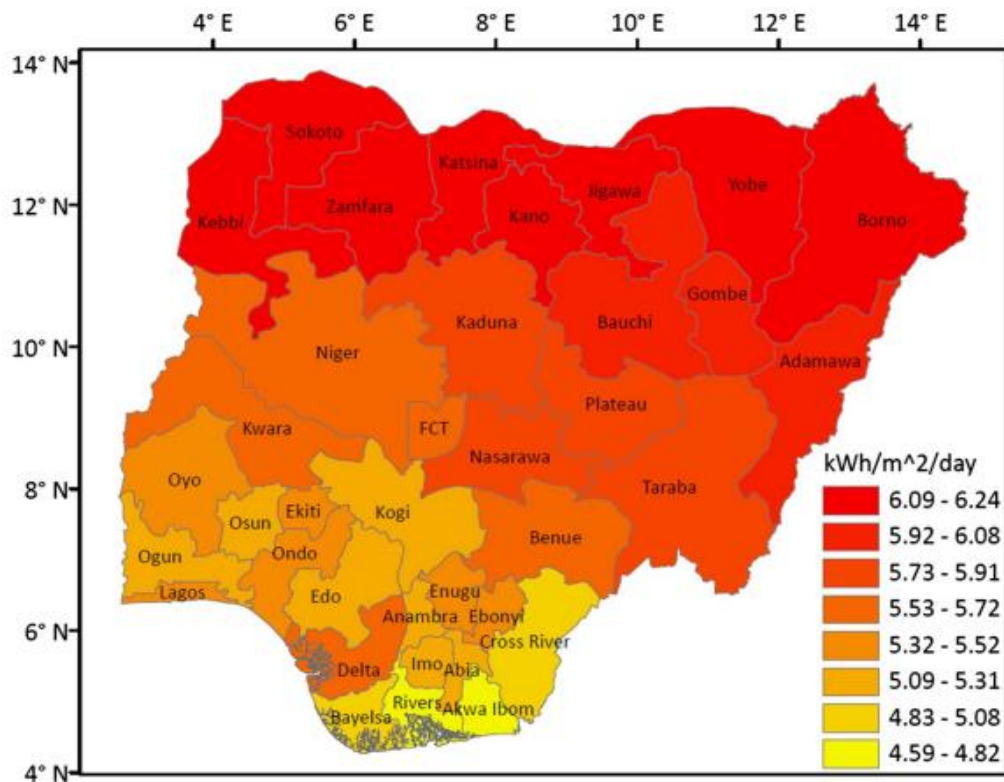 4° E 6° E 8° E 10° E 12° E 14° E
14° N
Sokoto
Katsina
Jigawa
Yobe
12° N
Kebbi
Zamfara
Kano
Borno
Gombe
Kaduna
Bauchi
10° N
Niger
Adamawa
Plateau
Kwara
FCT
Nasarawa
kWh/m^2/day
Oyo
Taraba
8° N
6.09 - 6.24
Ekiti
Kogi
Osun
5.92 - 6.08
Benue
Ogun
Ondo
5.73 - 5.91
Lagos
Edo
Enugu
5.53 - 5.72
Anambra
Ebonyi
6° N
Cross River
5.32 - 5.52
Delta
Imo
Abia
5.09 - 5.31
Rivers
Akwa Ibom
Bayelsa
4.83 - 5.08
4.59 - 4.82
4° N